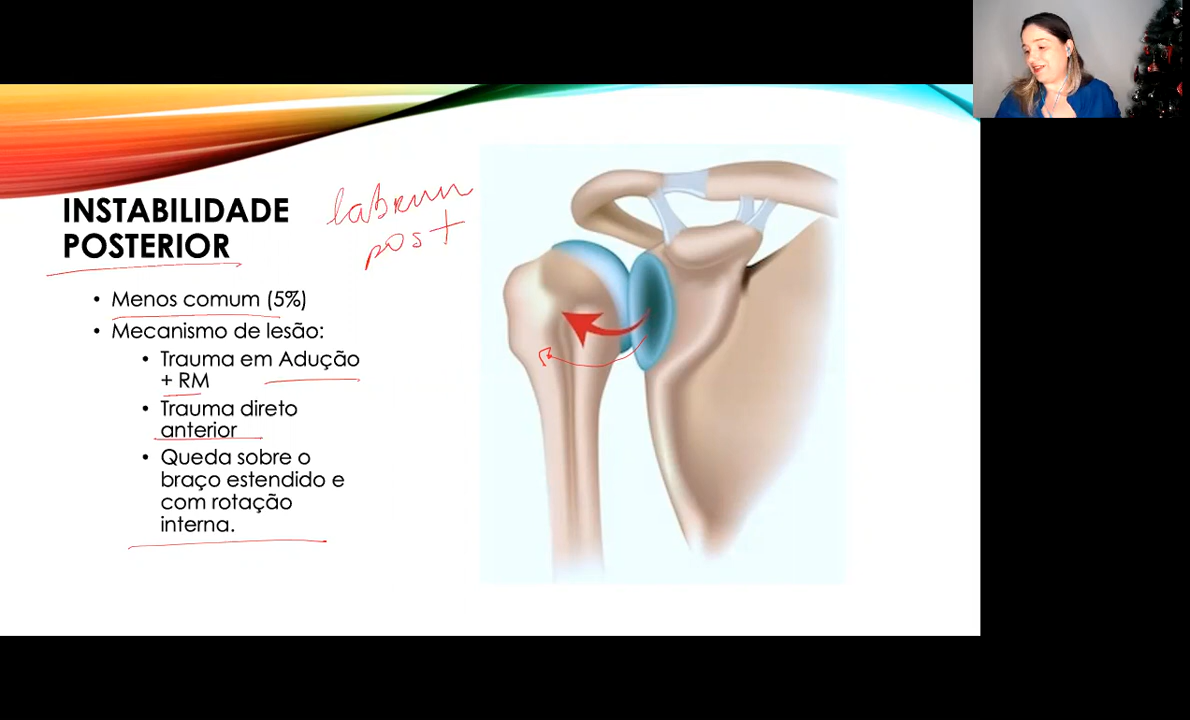 INSTABILIDADE
POSTERIOR
labrum
post
• Menos comum (5%)
• Mecanismo de lesão:
• Trauma em Adução
+ RM
• Trauma direto
anterior
• Queda sobre o
braço estendido e
com rotação
interna.